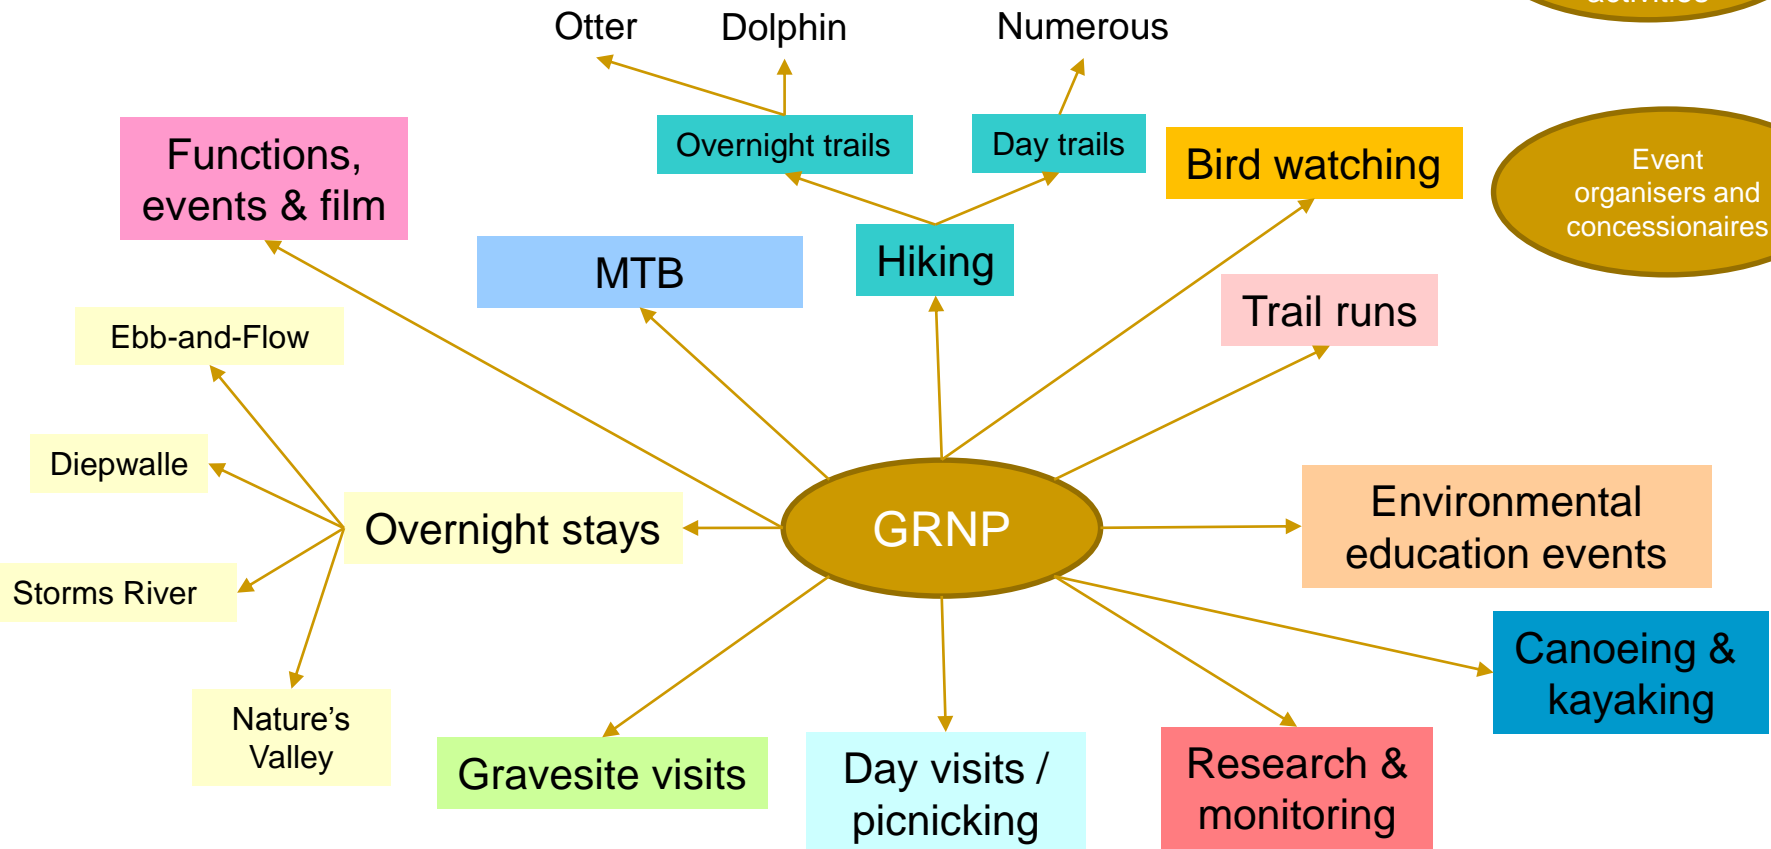 activities
Otter
Dolphin
Numerous
Functions,
events & film
Overnight trails
Day trails
Bird watching
Event
organisers and
concessionaires
MTB
Hiking
Trail runs
Ebb-and-Flow
Diepwalle
Overnight stays
GRNP
Environmental
education events
Storms River
Nature’s
Valley
Canoeing &
kayaking
Gravesite visits
Day visits /
picnicking
Research &
monitoring